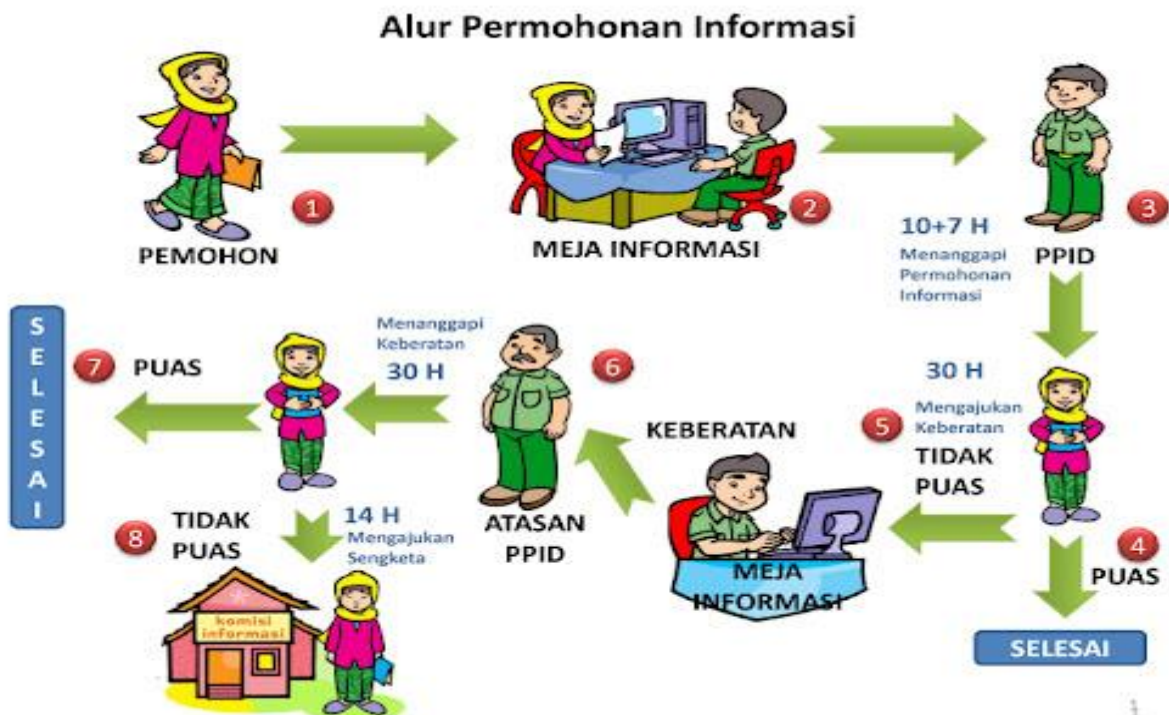 Alur Permohonan Informasi
1
PEMOHON
2
MEJA INFORMASI
3
PPID
10+7 H
Menanggapi
Permohonan
Informasi
30 H
Mengajukan
Keberatan
5
TIDAK
PUAS
4
PUAS
SELESAI
KEBERATAN
MEJA
INFORMASI
6
ATASAN
PPID
Menanggapi
Keberatan
30 H
7
PUAS
SELESAI
8
TIDAK
PUAS
14 H
Mengajukan
Sengketa
komisi
informasi